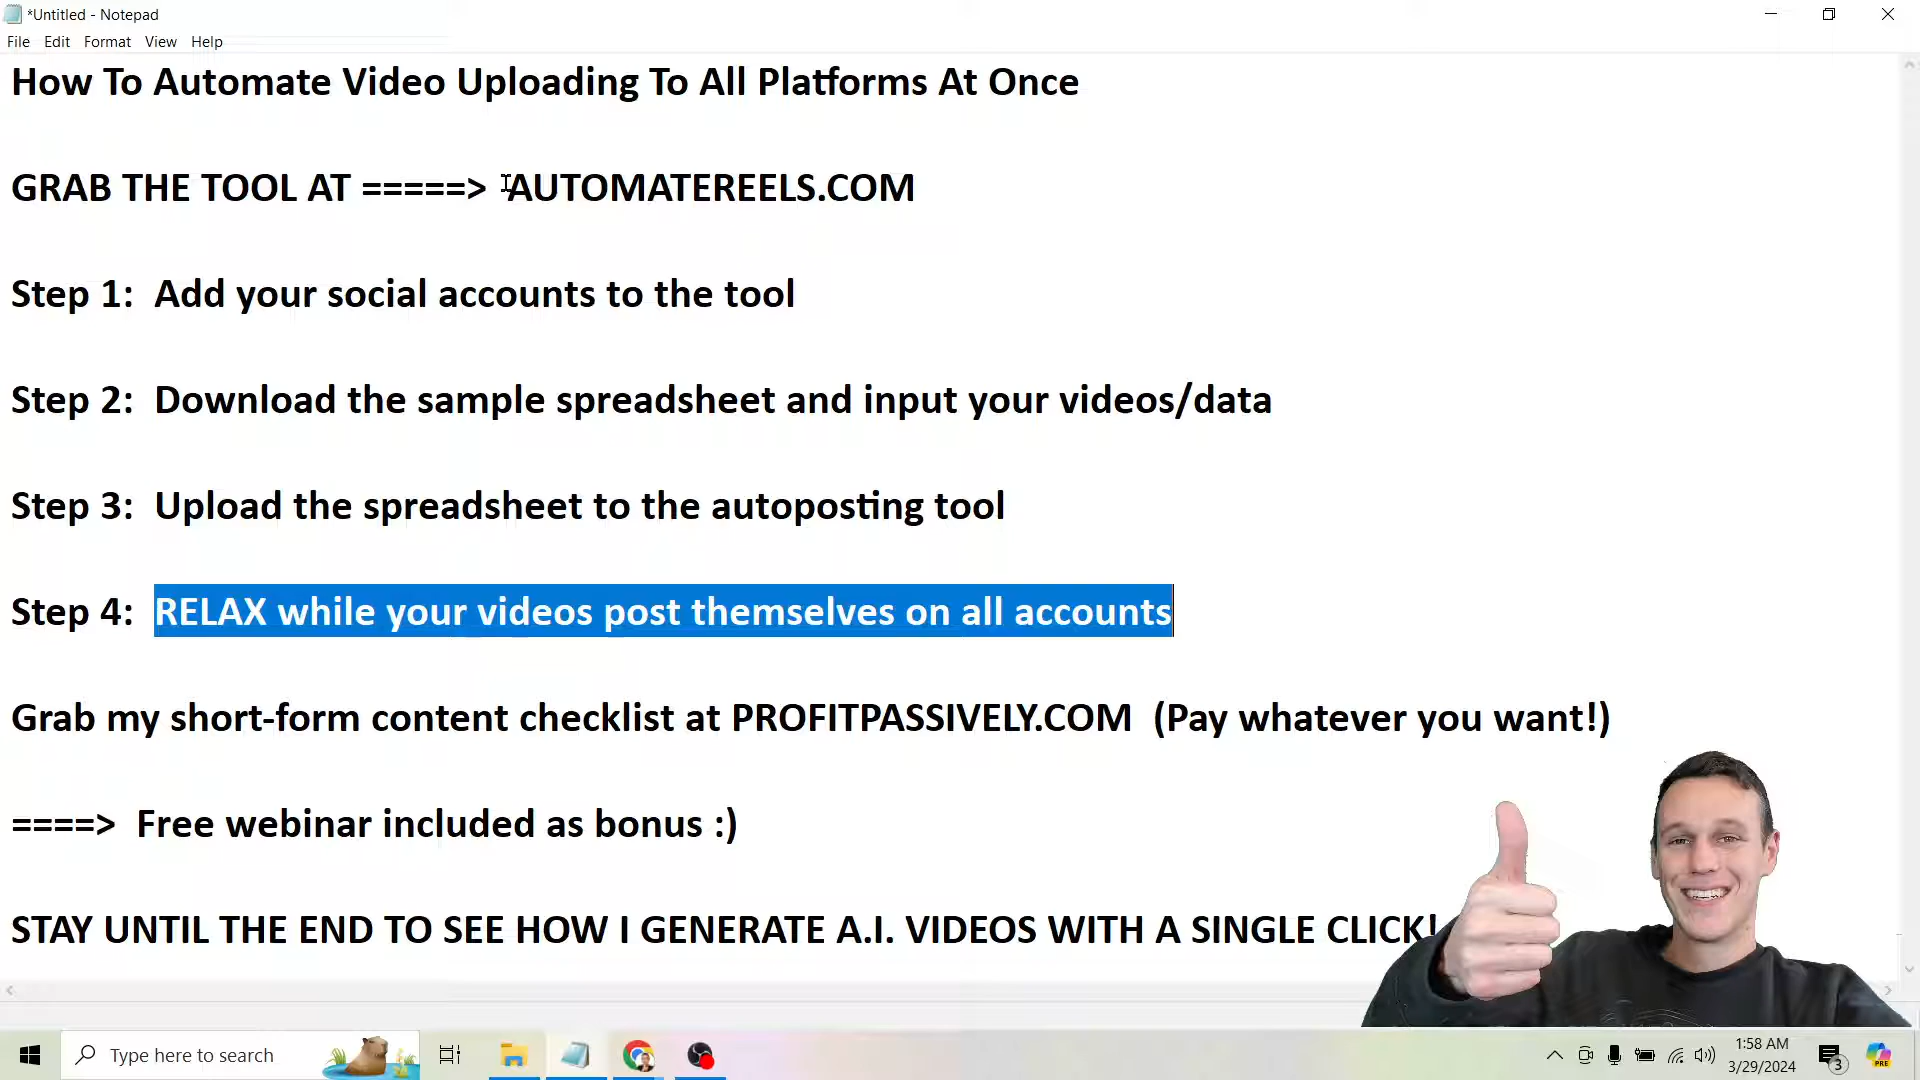 *Untitled - Notepad
File Edit Format View Help
How To Automate Video Uploading To All Platforms At Once
GRAB THE TOOL AT =====> AUTOMATEREELS.COM
Step 1: Add your social accounts to the tool
Step 2: Download the sample spreadsheet and input your videos/data
Step 3: Upload the spreadsheet to the autoposting tool
Step 4: RELAX while your videos post themselves on all accounts
Grab my short-form content checklist at PROFITPASSIVELY.COM (Pay whatever you want!)
====> Free webinar included as bonus :)
STAY UNTIL THE END TO SEE HOW I GENERATE A.I. VIDEOS WITH A SINGLE CLICK!
Type here to search
1:58 AM
3/29/2024
3
PRE